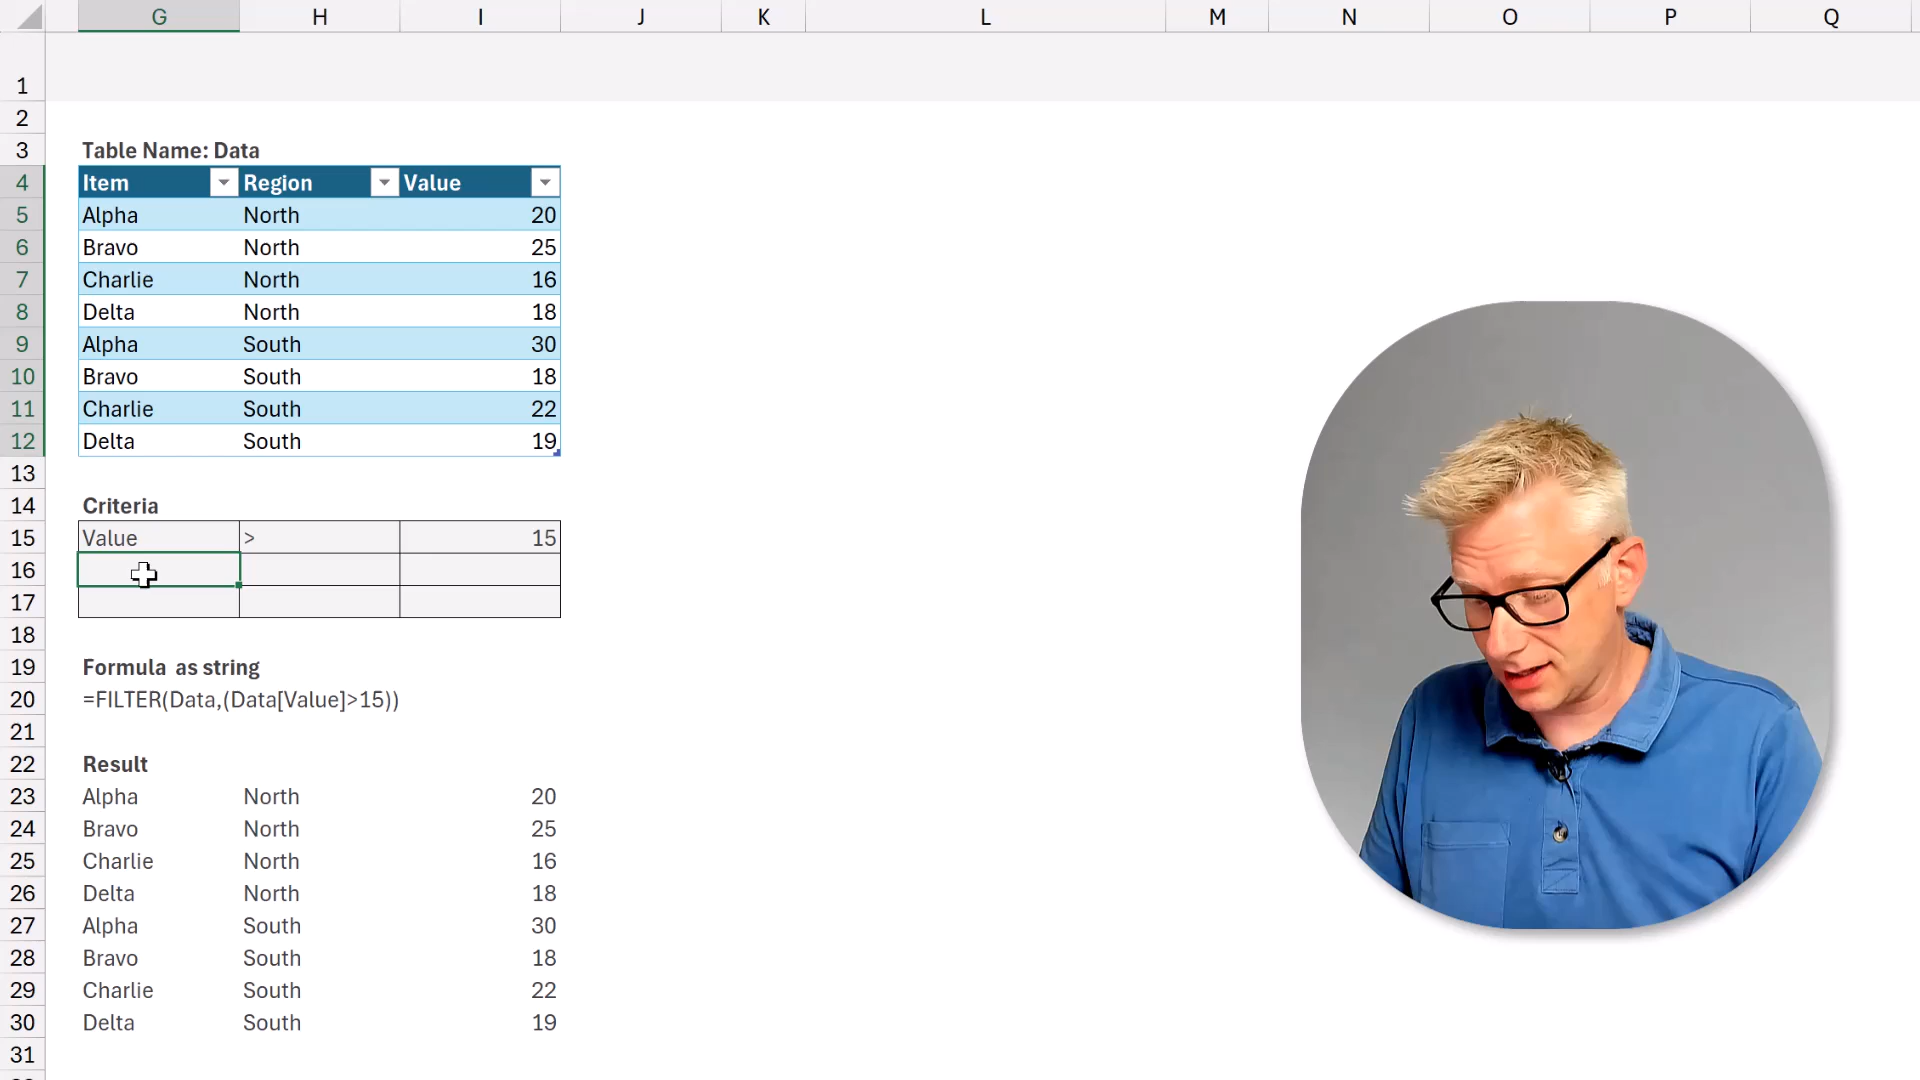 G H I J K L M N O P Q
1
2
3 Table Name: Data
4 Item Region Value
5 Alpha North 20
6 Bravo North 25
7 Charlie North 16
8 Delta North 18
9 Alpha South 30
10 Bravo South 18
11 Charlie South 22
12 Delta South 19
13
14 Criteria
15 Value > 15
16
17
18
19 Formula as string
20 =FILTER(Data,(Data[Value]>15))
21
22 Result
23 Alpha North 20
24 Bravo North 25
25 Charlie North 16
26 Delta North 18
27 Alpha South 30
28 Bravo South 18
29 Charlie South 22
30 Delta South 19
31